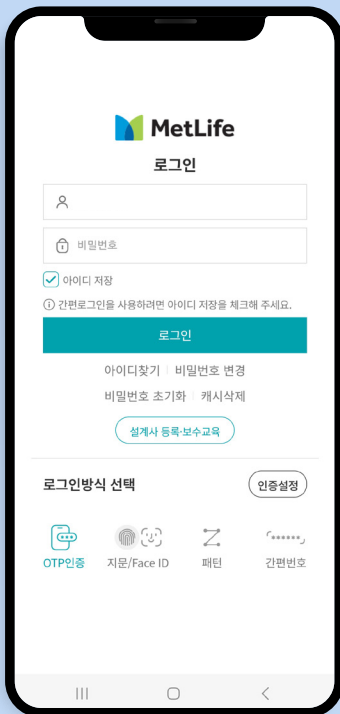 MetLife
로그인
비밀번호
아이디 저장
간편로그인을 사용하려면 아이디 저장을 체크해 주세요.
로그인
아이디찾기 | 비밀번호 변경
비밀번호 초기화 | 캐시삭제
설계사 등록·보수교육
로그인방식 선택 인증설정
OTP인증 지문/Face ID 패턴 간편번호